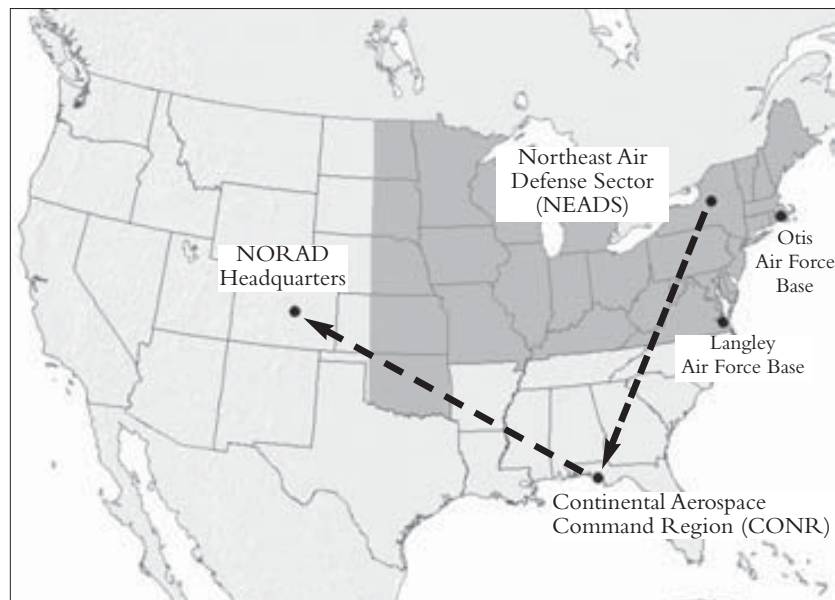 Northeast Air
Defense Sector
(NEADS)
NORAD
Headquarters
Otis
Air Force
Base
Langley
Air Force Base
Continental Aerospace
Command Region (CONR)